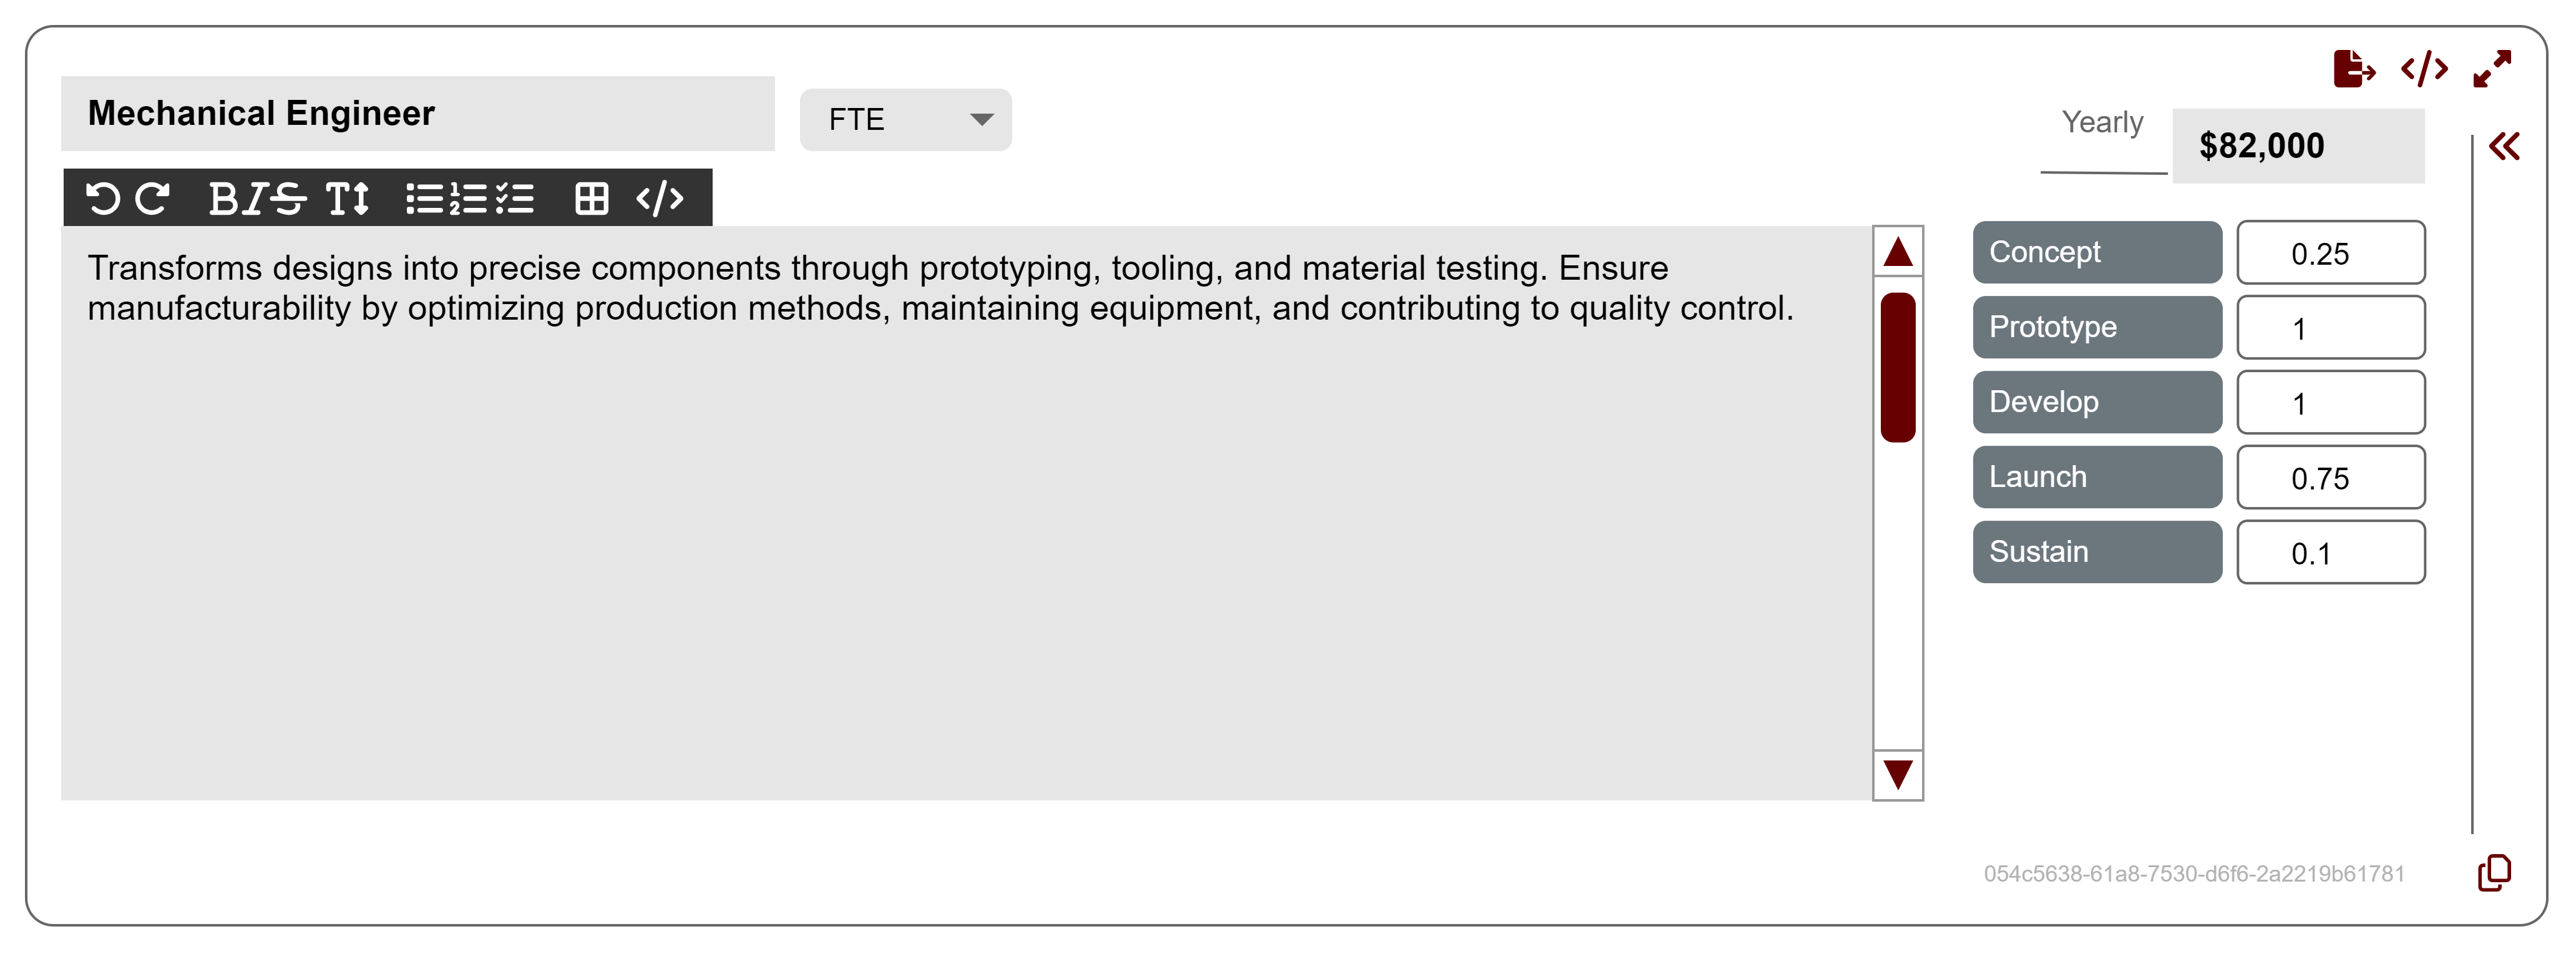 Mechanical Engineer
FTE
Yearly
$82,000
Transforms designs into precise components through prototyping, tooling, and material testing. Ensure
manufacturability by optimizing production methods, maintaining equipment, and contributing to quality control.
Concept 0.25
Prototype 1
Develop 1
Launch 0.75
Sustain 0.1
054c5638-61a8-7530-d6f6-2a2219b61781